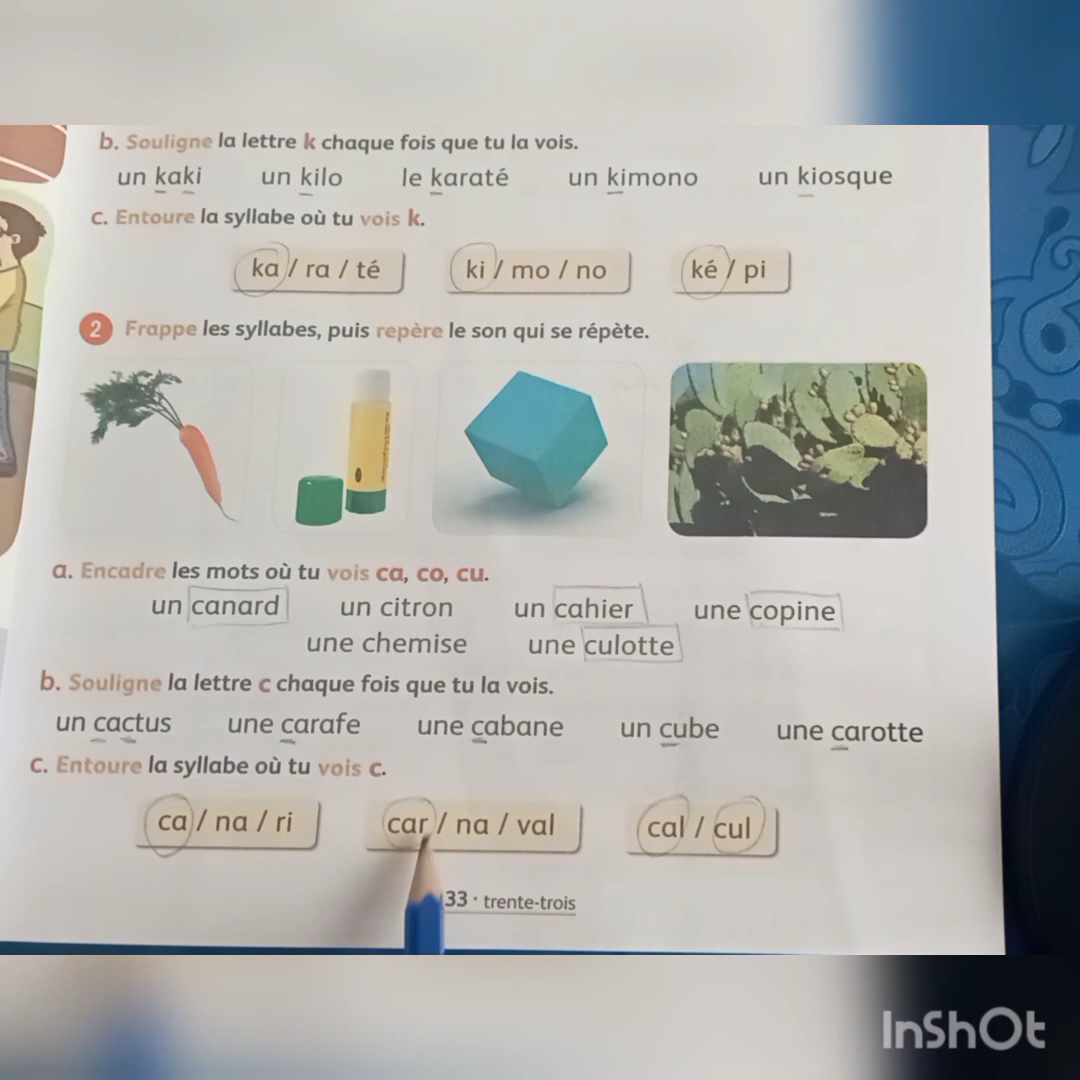 b. Souligne la lettre k chaque fois que tu la vois.
un kaki un kilo le karaté un kimono un kiosque
c. Entoure la syllabe où tu vois k.
ka / ra / té ki / mo / no ké / pi
2 Frappe les syllabes, puis repère le son qui se répète.
a. Encadre les mots où tu vois ca, co, cu.
un canard un citron un cahier une copine
une chemise une culotte
b. Souligne la lettre c chaque fois que tu la vois.
un cactus une carafe une cabane un cube une carotte
c. Entoure la syllabe où tu vois c.
ca / na / ri car / na / val cal / cul
33 · trente-trois
InShOt